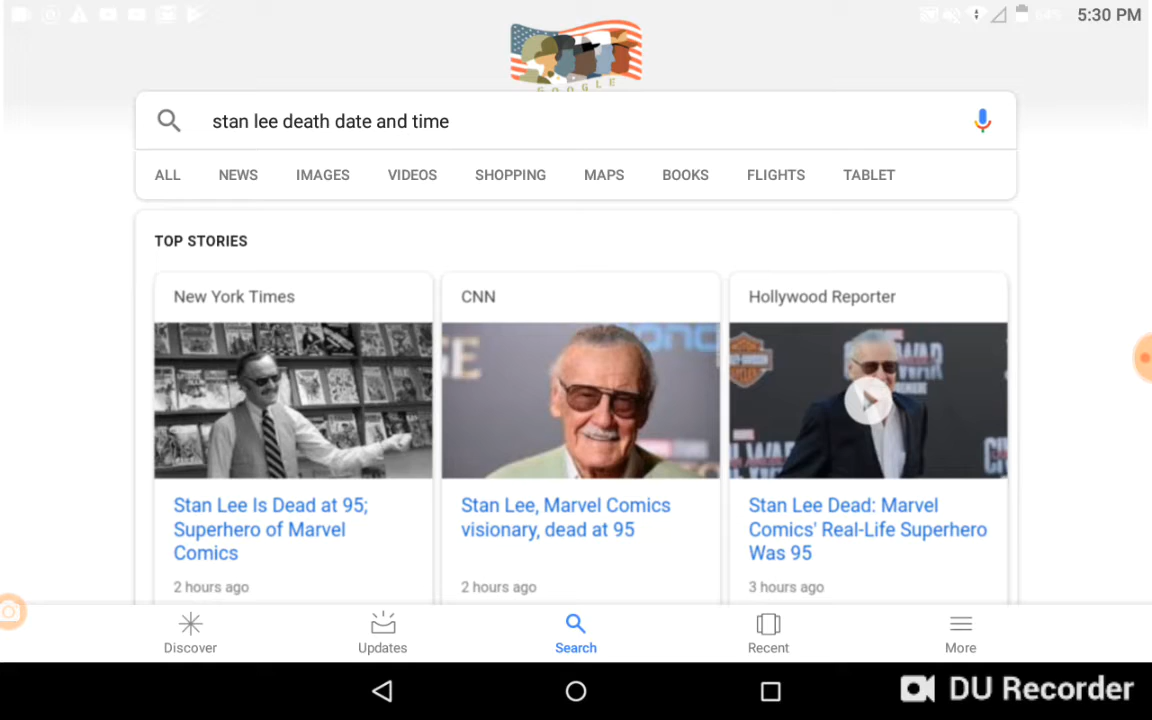 64% 5:30 PM
GOOGLE
stan lee death date and time
ALL NEWS IMAGES VIDEOS SHOPPING MAPS BOOKS FLIGHTS TABLET
TOP STORIES
New York Times CNN Hollywood Reporter
Stan Lee Is Dead at 95; Superhero of Marvel Comics
2 hours ago
Stan Lee, Marvel Comics visionary, dead at 95
2 hours ago
Stan Lee Dead: Marvel Comics' Real-Life Superhero Was 95
3 hours ago
Discover Updates Search Recent More
DU Recorder